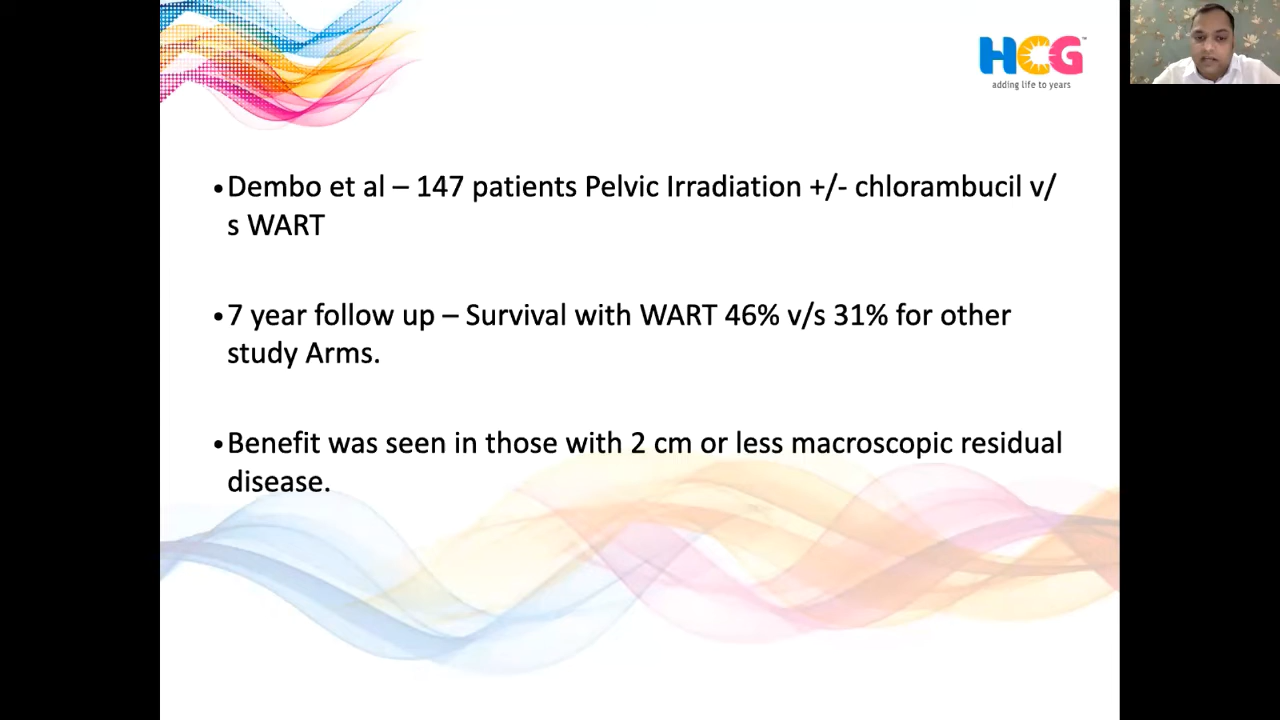 HCG™
adding life to years
•Dembo et al – 147 patients Pelvic Irradiation +/- chlorambucil v/
s WART
•7 year follow up – Survival with WART 46% v/s 31% for other
study Arms.
•Benefit was seen in those with 2 cm or less macroscopic residual
disease.